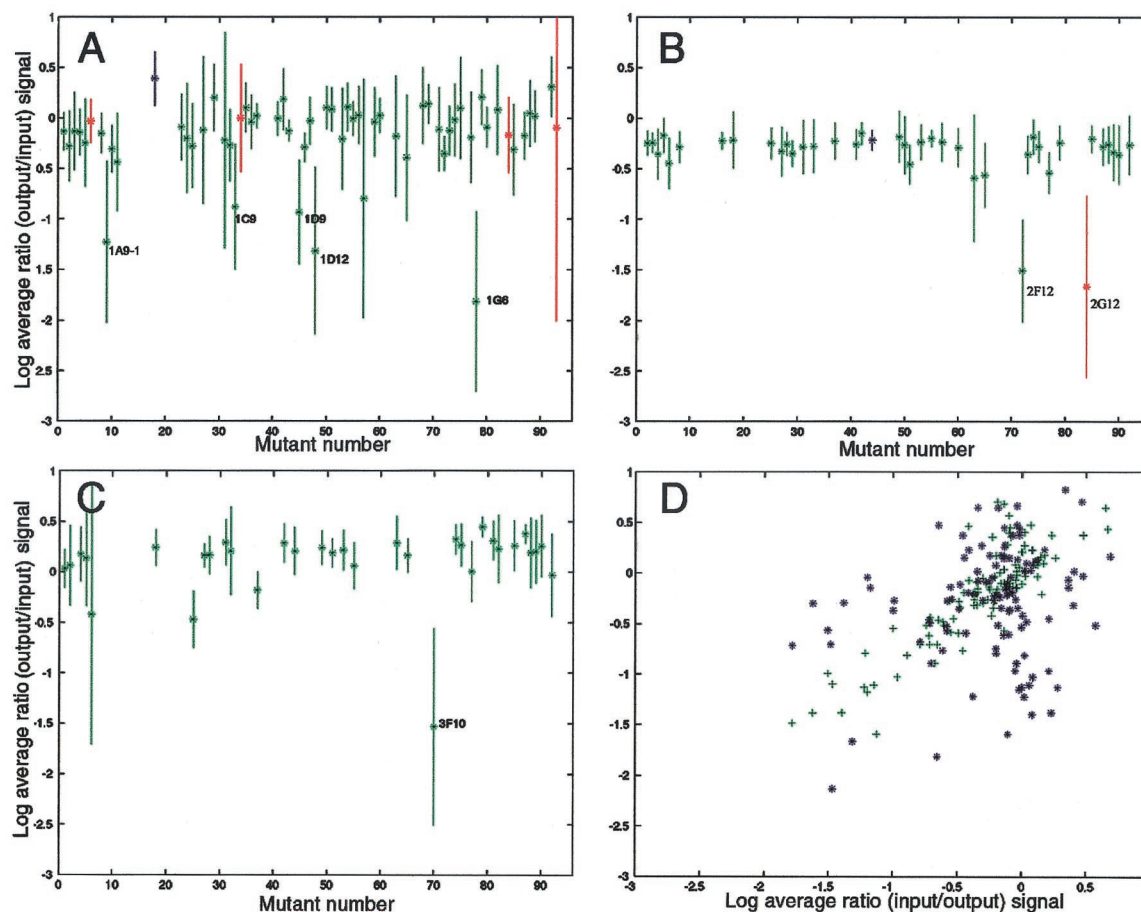 A
1
0.5
0
-0.5
-1
-1.5
-2
-2.5
-3
Log average ratio (output/input) signal
1A9-1
1C9
1D9
1D12
1G6
0 10 20 30 40 50 60 70 80 90
Mutant number
B
1
0.5
0
-0.5
-1
-1.5
-2
-2.5
-3
2F12
2G12
0 10 20 30 40 50 60 70 80 90
Mutant number
C
1
0.5
0
-0.5
-1
-1.5
-2
-2.5
-3
Log average ratio (output/input) signal
3F10
0 10 20 30 40 50 60 70 80 90
Mutant number
D
1
0.5
0
-0.5
-1
-1.5
-2
-2.5
-3
-3 -2.5 -2 -1.5 -1 -0.5 0 0.5
Log average ratio (input/output) signal